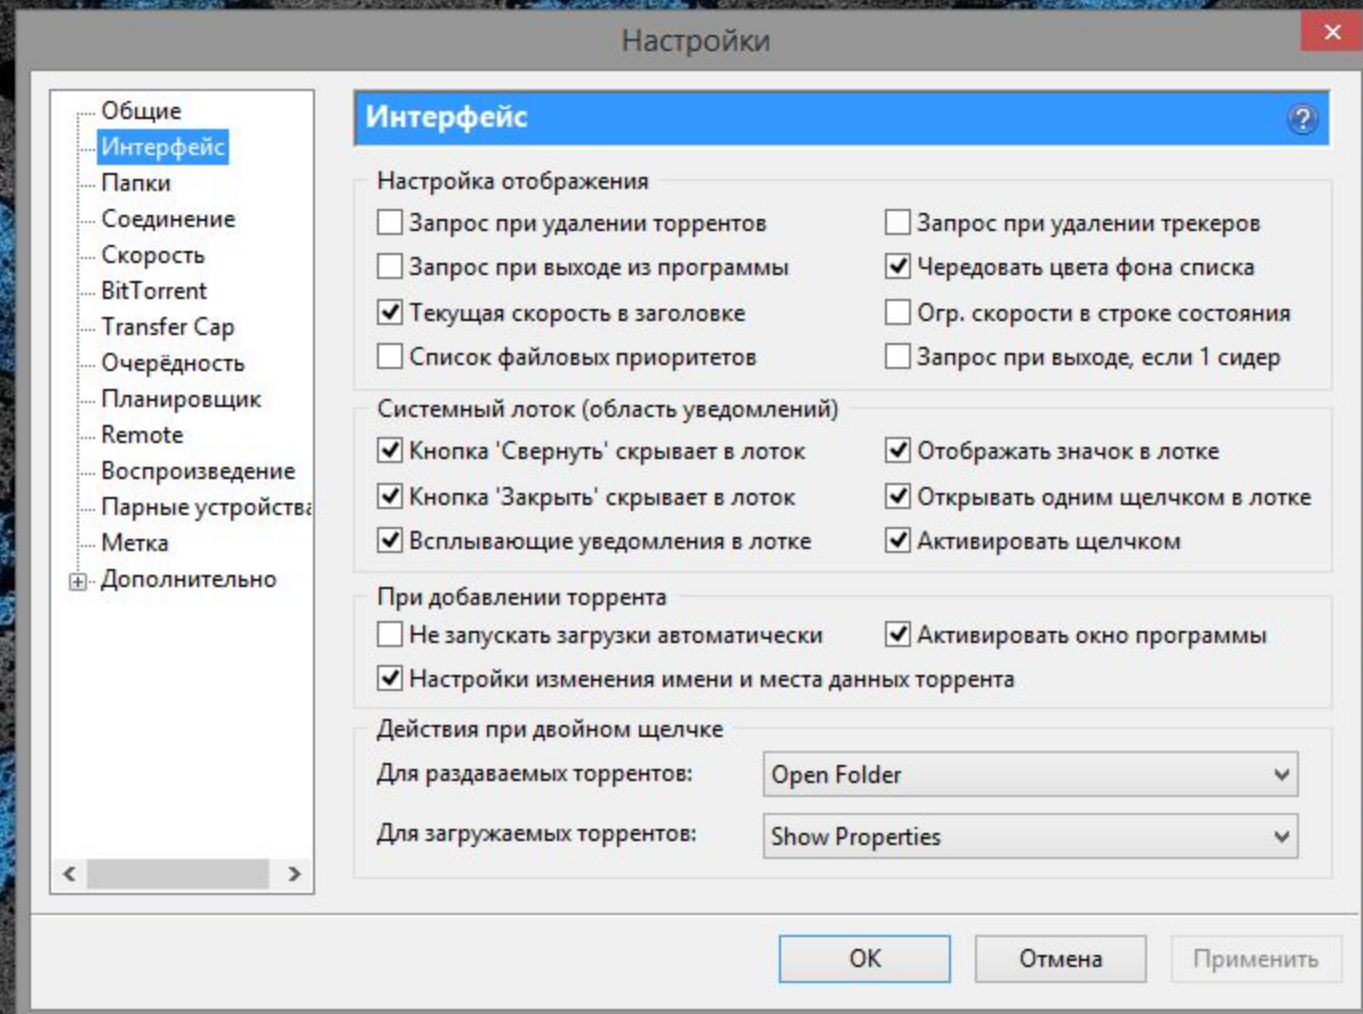 Настройки
Общие
Интерфейс
Папки
Соединение
Скорость
BitTorrent
Transfer Cap
Очерёдность
Планировщик
Remote
Воспроизведение
Парные устройства
Метка
Дополнительно
Интерфейс
Настройка отображения
Запрос при удалении торрентов
Запрос при удалении трекеров
Запрос при выходе из программы
Чередовать цвета фона списка
Текущая скорость в заголовке
Огр. скорости в строке состояния
Список файловых приоритетов
Запрос при выходе, если 1 сидер
Системный лоток (область уведомлений)
Кнопка 'Свернуть' скрывает в лоток
Отображать значок в лотке
Кнопка 'Закрыть' скрывает в лоток
Открывать одним щелчком в лотке
Всплывающие уведомления в лотке
Активировать щелчком
При добавлении торрента
Не запускать загрузки автоматически
Активировать окно программы
Настройки изменения имени и места данных торрента
Действия при двойном щелчке
Для раздаваемых торрентов:
Open Folder
Для загружаемых торрентов:
Show Properties
OK
Отмена
Применить